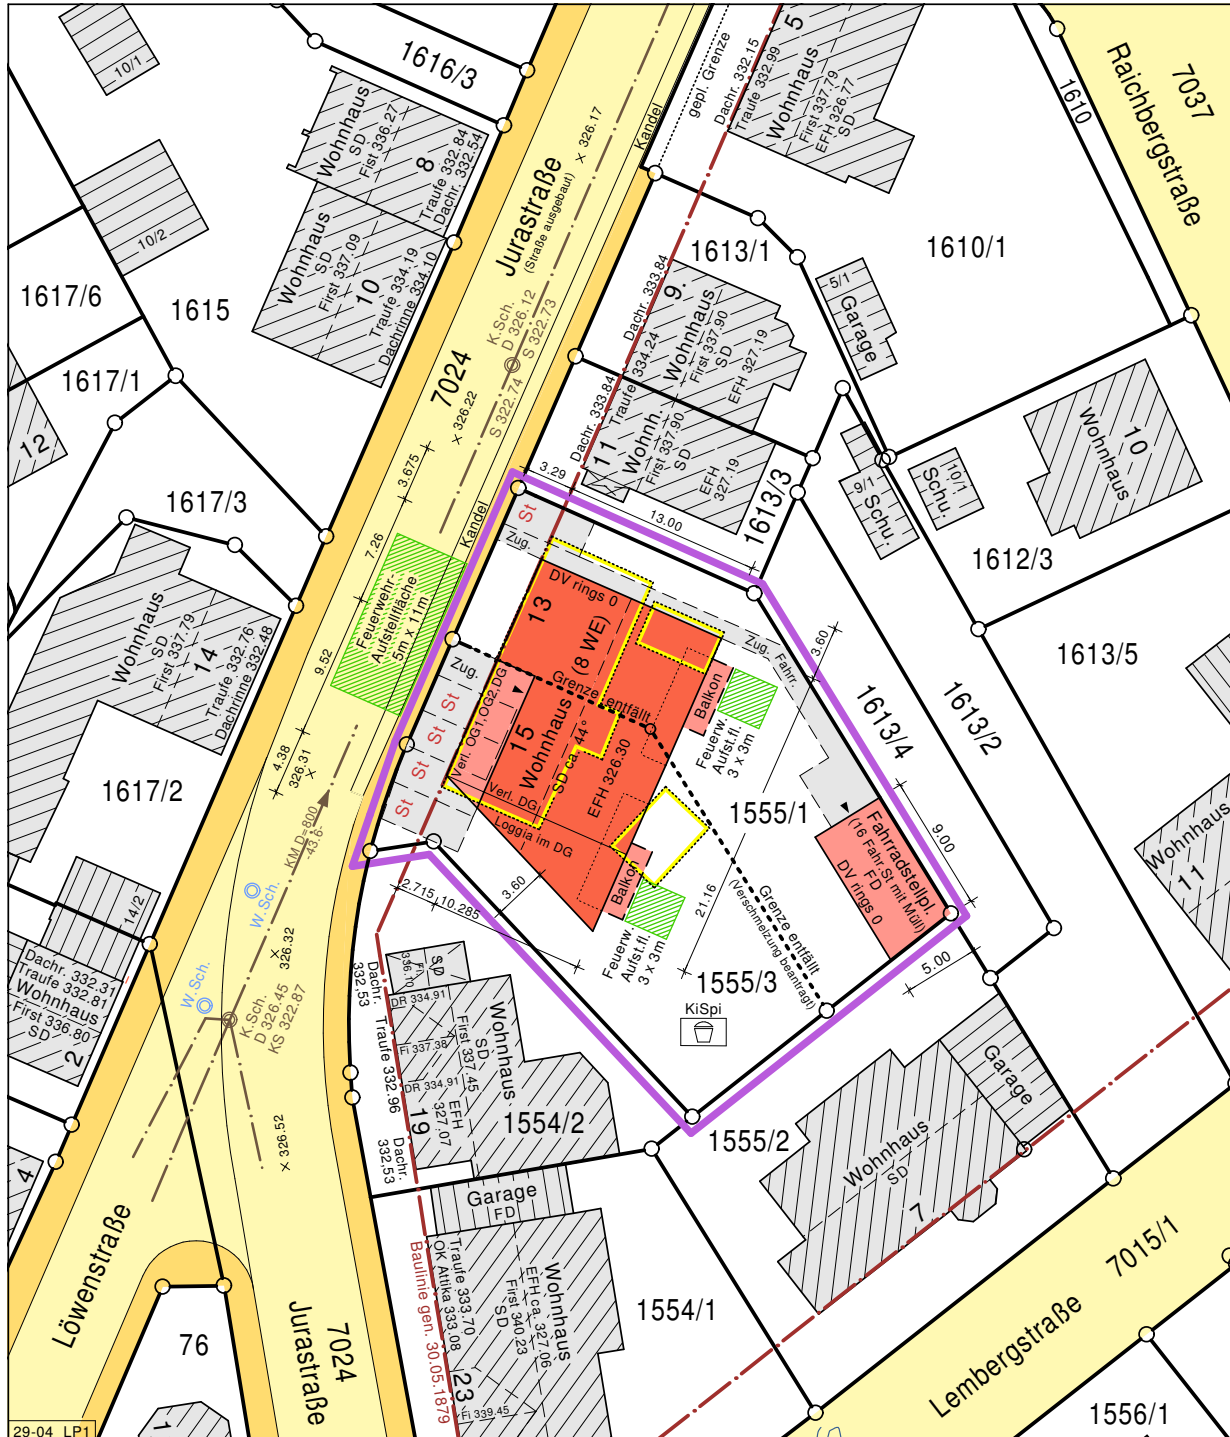 10/1
1616/3
Wohnhaus
SD
First 336.27
8
Traufe 332.84
Dachr. 332.54
10/2
Wohnhaus
SD
First 337.09
10
Traufe 334.19
Dachrinne 334.10
1617/6
1615
1617/1
12
1617/3
Jurastraße
(Straße ausgebaut)
× 326.17
Kandel
gepl. Grenze
Dachr. 332.15
Traufe 332.99
5
Wohnhaus
First 337.79
EFH 326.77
SD
1610
7037
Raichbergstraße
1613/1
1610/1
5/1
Garage
K.Sch.
D 326.12
S 322.73
S 322.74
7024
× 326.22
Dachr. 333.84
Traufe 334.24
9.
Wohnhaus
First 337.90
SD
EFH 327.19
Dachr. 333.84
11
Wohnh.
First 337.90
SD
EFH
327.19
1613/3
9/1
Schu.
10/1
Schu.
Wohnhaus
10
1612/3
1613/5
1613/4
1613/2
3.675
7.26
9.52
4.38
326.31
×
Kandel
3.29
13.00
St
Zug.
DV rings 0
13
Feuerwehr-
Aufstellfläche
5m x 11m
Wohnhaus
SD
First 337.79
14
Traufe 332.76
Dachrinne 332.48
1617/2
Zug.
St
St
St
St
Verl. OG1,OG2,DG
15
Wohnhaus (8 WE)
SD ca. 44°
EFH 326.30
Grenze entfällt
Verl. DG
Loggia im DG
Balkon
Balkon
Feuerw.
Aufst.fl.
3 x 3m
Feuerw.
Aufst.fl.
3 x 3m
Zug. Fahrr.
3.60
21.16
1555/1
9.00
Fahrradstellpl.
(16 Fahr.St mit Müll)
FD
DV rings 0
5.00
Grenze entfällt
(Verschmelzung beantragt)
1555/3
KiSpi
2.715
10.285
3.60
KM D=800
-43.6-
W.Sch.
×
326.32
W.Sch.
K.Sch.
D 326.45
KS 322.87
14/2
Dachr. 332.31
Traufe 332.81
Wohnhaus
First 336.80
SD
2
4
× 326.52
Dachr.
332.53
Traufe 332.96
Dachr.
332.53
SD
Fi
336.10
DR 334.91
Fi 337.38
DR 334.91
Wohnhaus
SD
First 337.45
EFH
327.07
19
1554/2
1555/2
Wohnhaus
11
Garage
Wohnhaus
SD
7
Garage
FD
Baulinie gen. 30.05.1879
Traufe 333.70
OK Attika 333.08
Wohnhaus
EFH ca. 327.06
First 340.23
SD
23
Fi 339.45
1554/1
Löwenstraße
76
1
7024
Jurastraße
7015/1
Lembergstraße
1556/1
29-04 LP1